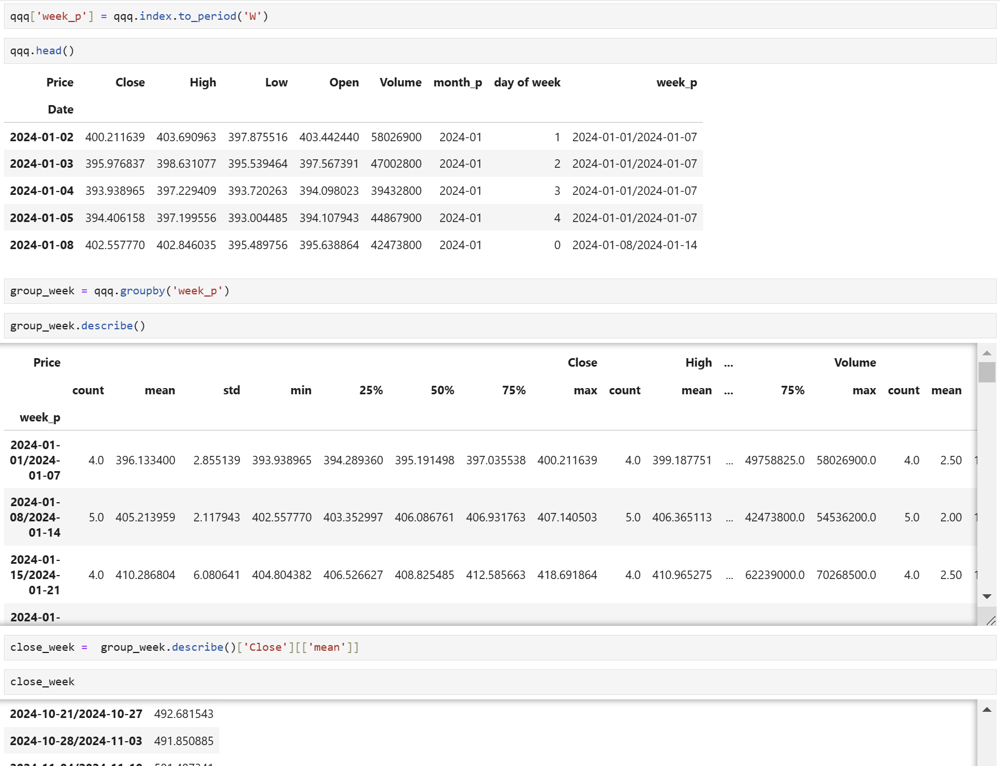 qqq['week_p'] = qqq.index.to_period('W')
qqq.head()
Price Close High Low Open Volume month_p day of week week_p
Date
2024-01-02 400.211639 403.690963 397.875516 403.442440 58026900 2024-01 1 2024-01-01/2024-01-07
2024-01-03 395.976837 398.631077 395.539464 397.567391 47002800 2024-01 2 2024-01-01/2024-01-07
2024-01-04 393.938965 397.229409 393.720263 394.098023 39432800 2024-01 3 2024-01-01/2024-01-07
2024-01-05 394.406158 397.199556 393.004485 394.107943 44867900 2024-01 4 2024-01-01/2024-01-07
2024-01-08 402.557770 402.846035 395.489756 395.638864 42473800 2024-01 0 2024-01-08/2024-01-14
group_week = qqq.groupby('week_p')
group_week.describe()
Price Close High ... Volume
count mean std min 25% 50% 75% max count mean ... 75% max count mean
week_p
2024-01-
01/2024- 4.0 396.133400 2.855139 393.938965 394.289360 395.191498 397.035538 400.211639 4.0 399.187751 ... 49758825.0 58026900.0 4.0 2.50
01-07
2024-01-
08/2024- 5.0 405.213959 2.117943 402.557770 403.352997 406.086761 406.931763 407.140503 5.0 406.365113 ... 42473800.0 54536200.0 5.0 2.00
01-14
2024-01-
15/2024- 4.0 410.286804 6.080641 404.804382 406.526627 408.825485 412.585663 418.691864 4.0 410.965275 ... 62239000.0 70268500.0 4.0 2.50
01-21
2024-01-
close_week =  group_week.describe()['Close'][['mean']]
close_week
2024-10-21/2024-10-27 492.681543
2024-10-28/2024-11-03 491.850885